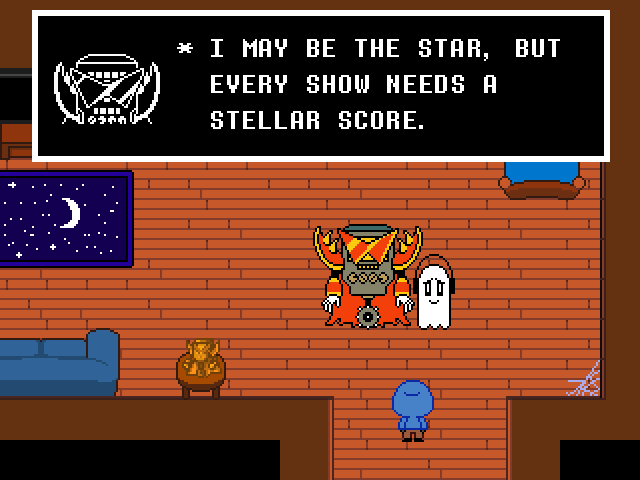 * I MAY BE THE STAR, BUT
EVERY SHOW NEEDS A
STELLAR SCORE.